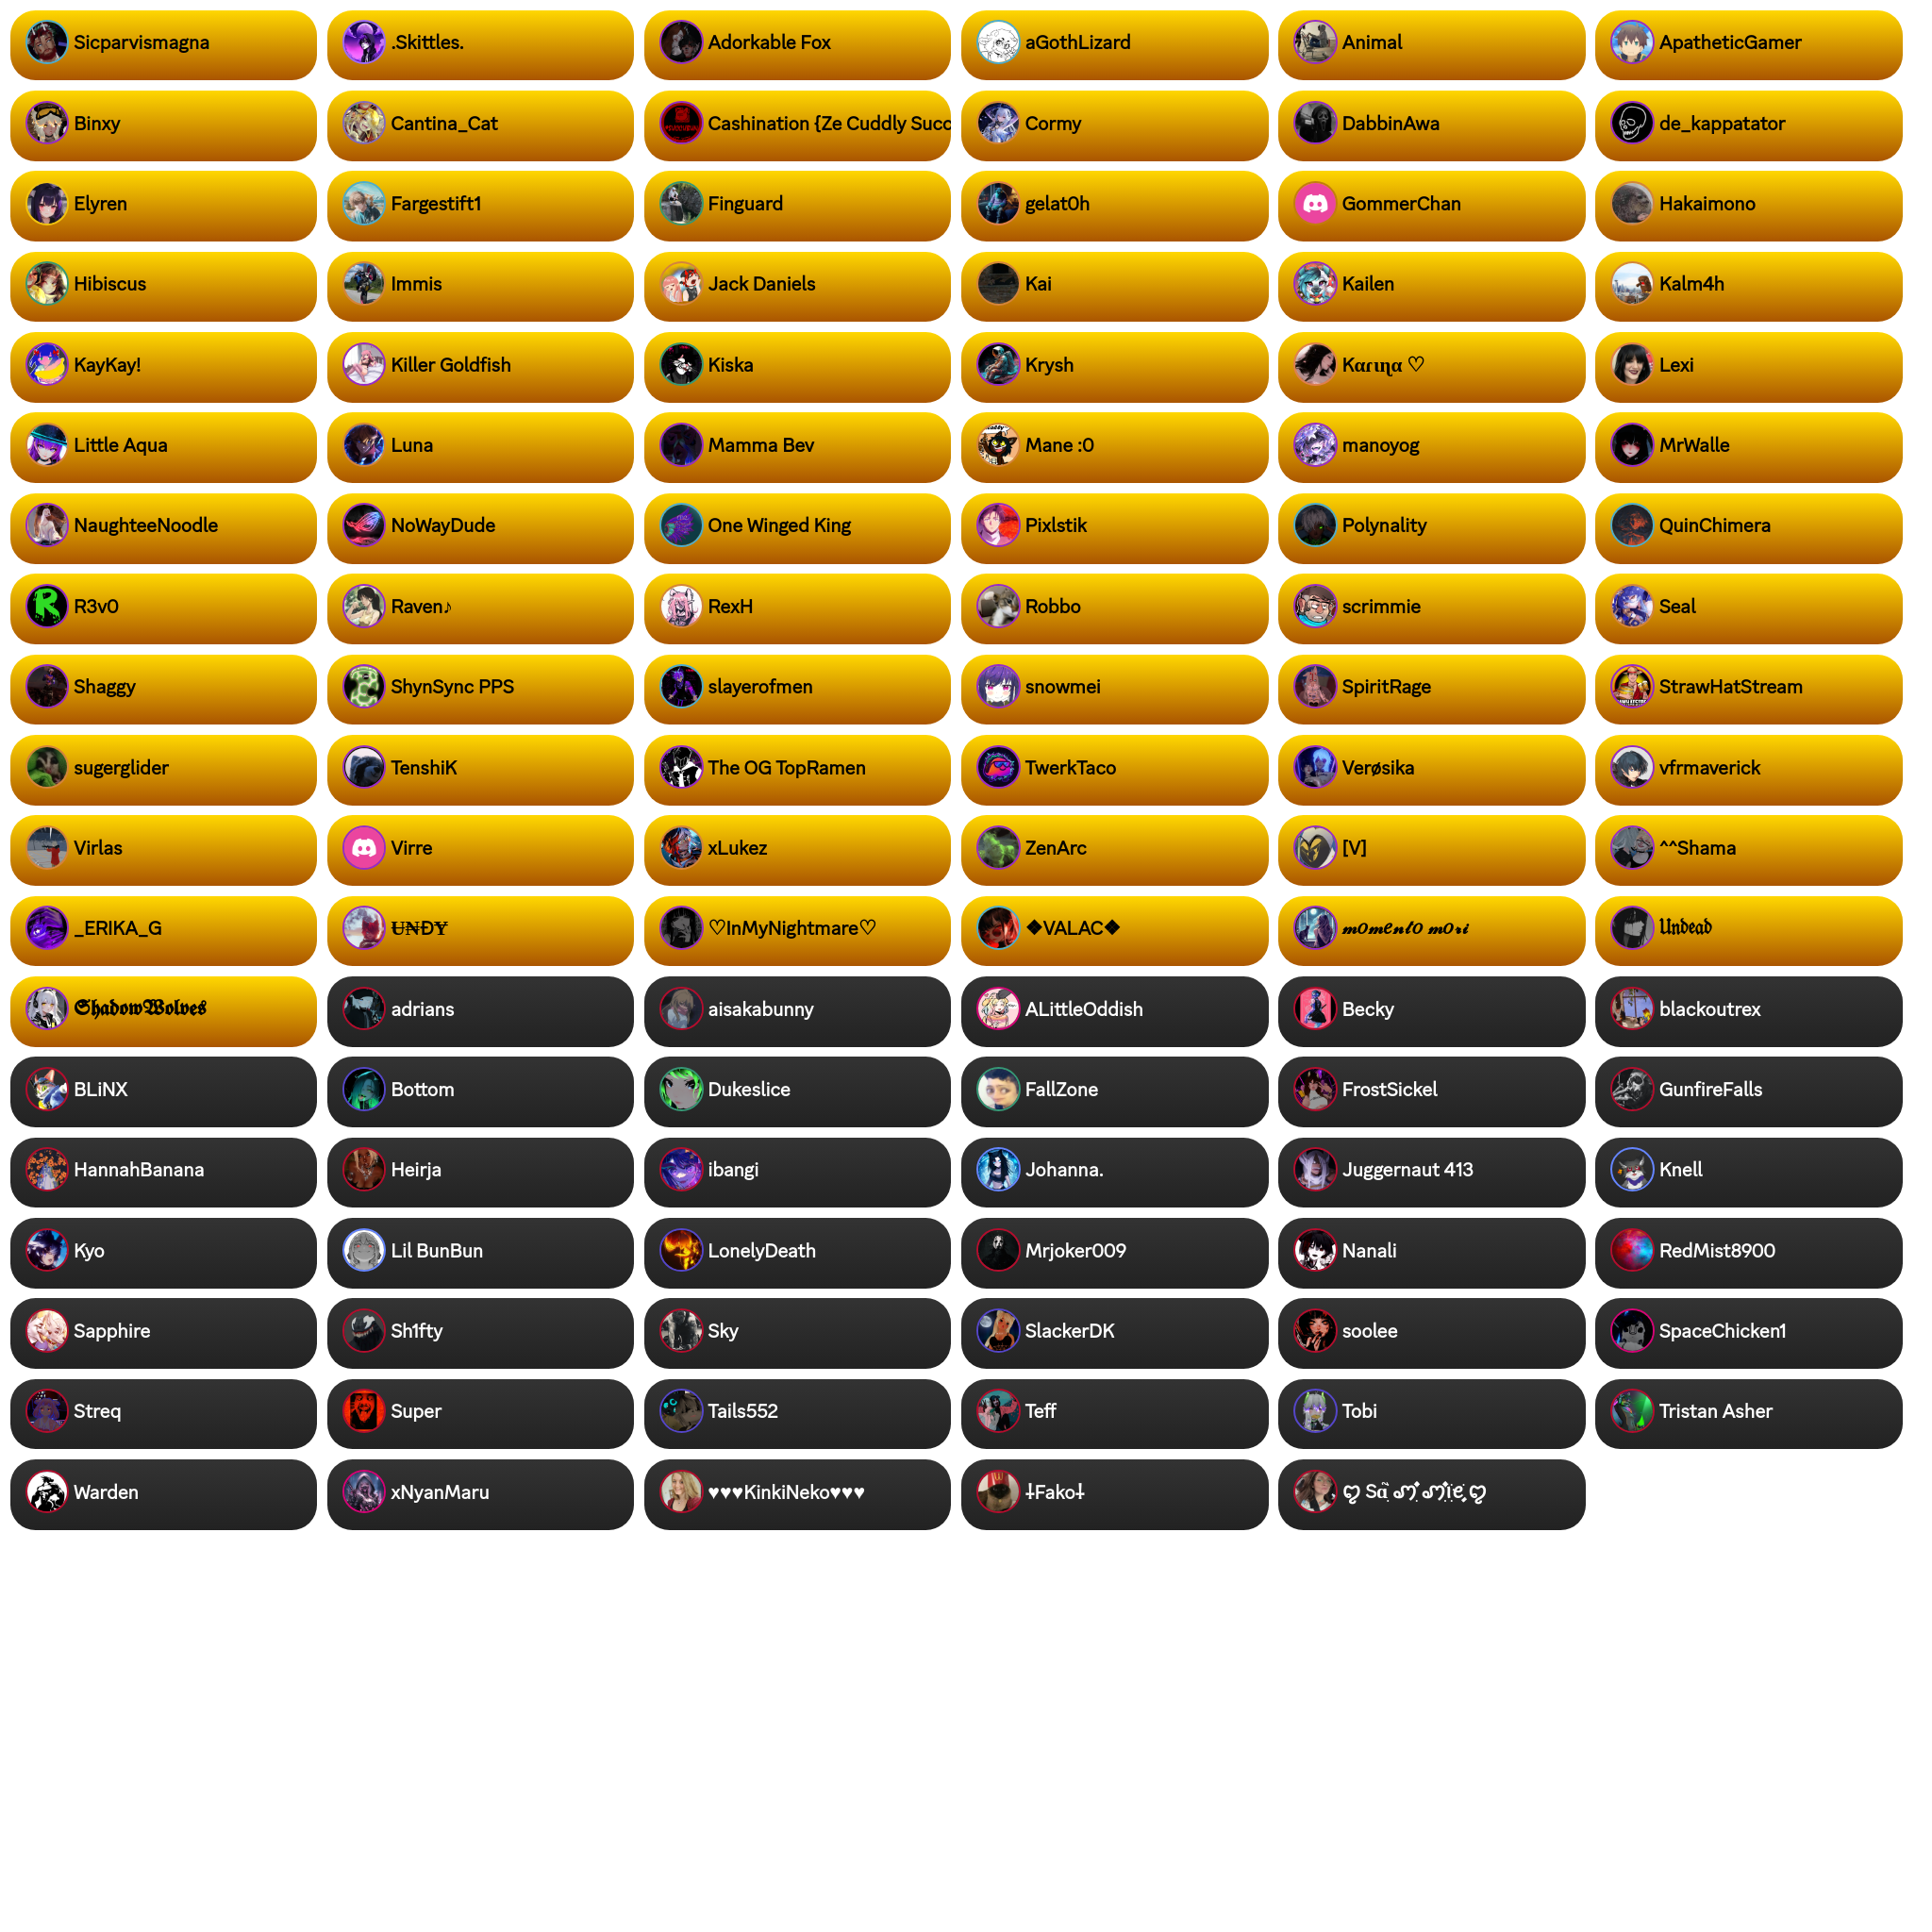 Sicparvismagna
.Skittles.
Adorkable Fox
aGothLizard
Animal
ApatheticGamer
Binxy
Cantina_Cat
Cashination {Ze Cuddly Succ
Cormy
DabbinAwa
de_kappatator
Elyren
Fargestift1
Finguard
gelat0h
GommerChan
Hakaimono
Hibiscus
Immis
Jack Daniels
Kai
Kailen
Kalm4h
KayKay!
Killer Goldfish
Kiska
Krysh
Kαɾιɳα ♡
Lexi
Little Aqua
Luna
Mamma Bev
Mane :0
manoyog
MrWalle
NaughteeNoodle
NoWayDude
One Winged King
Pixlstik
Polynality
QuinChimera
R3v0
Raven♪
RexH
Robbo
scrimmie
Seal
Shaggy
ShynSync PPS
slayerofmen
snowmei
SpiritRage
StrawHatStream
sugerglider
TenshiK
The OG TopRamen
TwerkTaco
Verøsika
vfrmaverick
Virlas
Virre
xLukez
ZenArc
[V]
^^Shama
_ERIKA_G
U̶₦ĐɎ
♡InMyNightmare♡
❖VALAC❖
𝓶𝓸𝓶𝓮𝓷𝓽𝓸 𝓶𝓸𝓻𝓲
𝔘𝔫𝔡𝔢𝔞𝔡
𝕾𝖍𝖆𝖉𝖔𝖜𝖂𝖔𝖑𝖛𝖊𝖘
adrians
aisakabunny
ALittleOddish
Becky
blackoutrex
BLiNX
Bottom
Dukeslice
FallZone
FrostSickel
GunfireFalls
HannahBanana
Heirja
ibangi
Johanna.
Juggernaut 413
Knell
Kyo
Lil BunBun
LonelyDeath
Mrjoker009
Nanali
RedMist8900
Sapphire
Sh1fty
Sky
SlackerDK
soolee
SpaceChicken1
Streq
Super
Tails552
Teff
Tobi
Tristan Asher
Warden
xNyanMaru
♥♥♥KinkiNeko♥♥♥
⸸Fako⸸